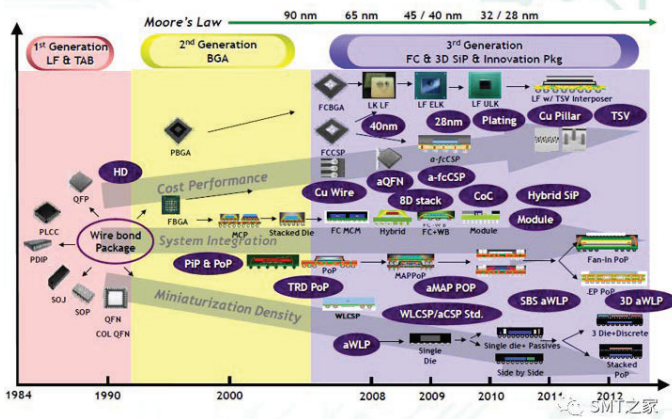 Moore's Law
90 nm
65 nm
45 / 40 nm
32 / 28 nm
1st Generation
LF & TAB
2nd Generation
BGA
3rd Generation
FC & 3D SiP & Innovation Pkg
FCBGA
LK LF
LF ELK
LF ULK
LF w/ TSV Interposer
40nm
28nm
Plating
Cu Pillar
TSV
PBGA
FCCSP
a-fcCSP
HD
QFP
Cost Performance
Cu Wire
aQFN
a-fcCSP
8D stack
CoC
Hybrid SiP
Module
PLCC
FBGA
MCP
Stacked Die
FC MCM
Hybrid
FC+WB
Module
Wire bond
Package
System Integration
PDIP
Fan-in PoP
PiP & PoP
PoP
MAPPoP
EP PoP
SOJ
SOP
QFN
COL QFN
Miniaturization Density
TRD PoP
aMAP POP
SBS aWLP
3D aWLP
WLCSP
WLCSP/aCSP Std.
3 Die+Discrete
aWLP
Single
Die
Single die+ Passives
Side by Side
Stacked
PoP
1984
1990
2000
2008
2009
2010
2011
2012
SMT之家